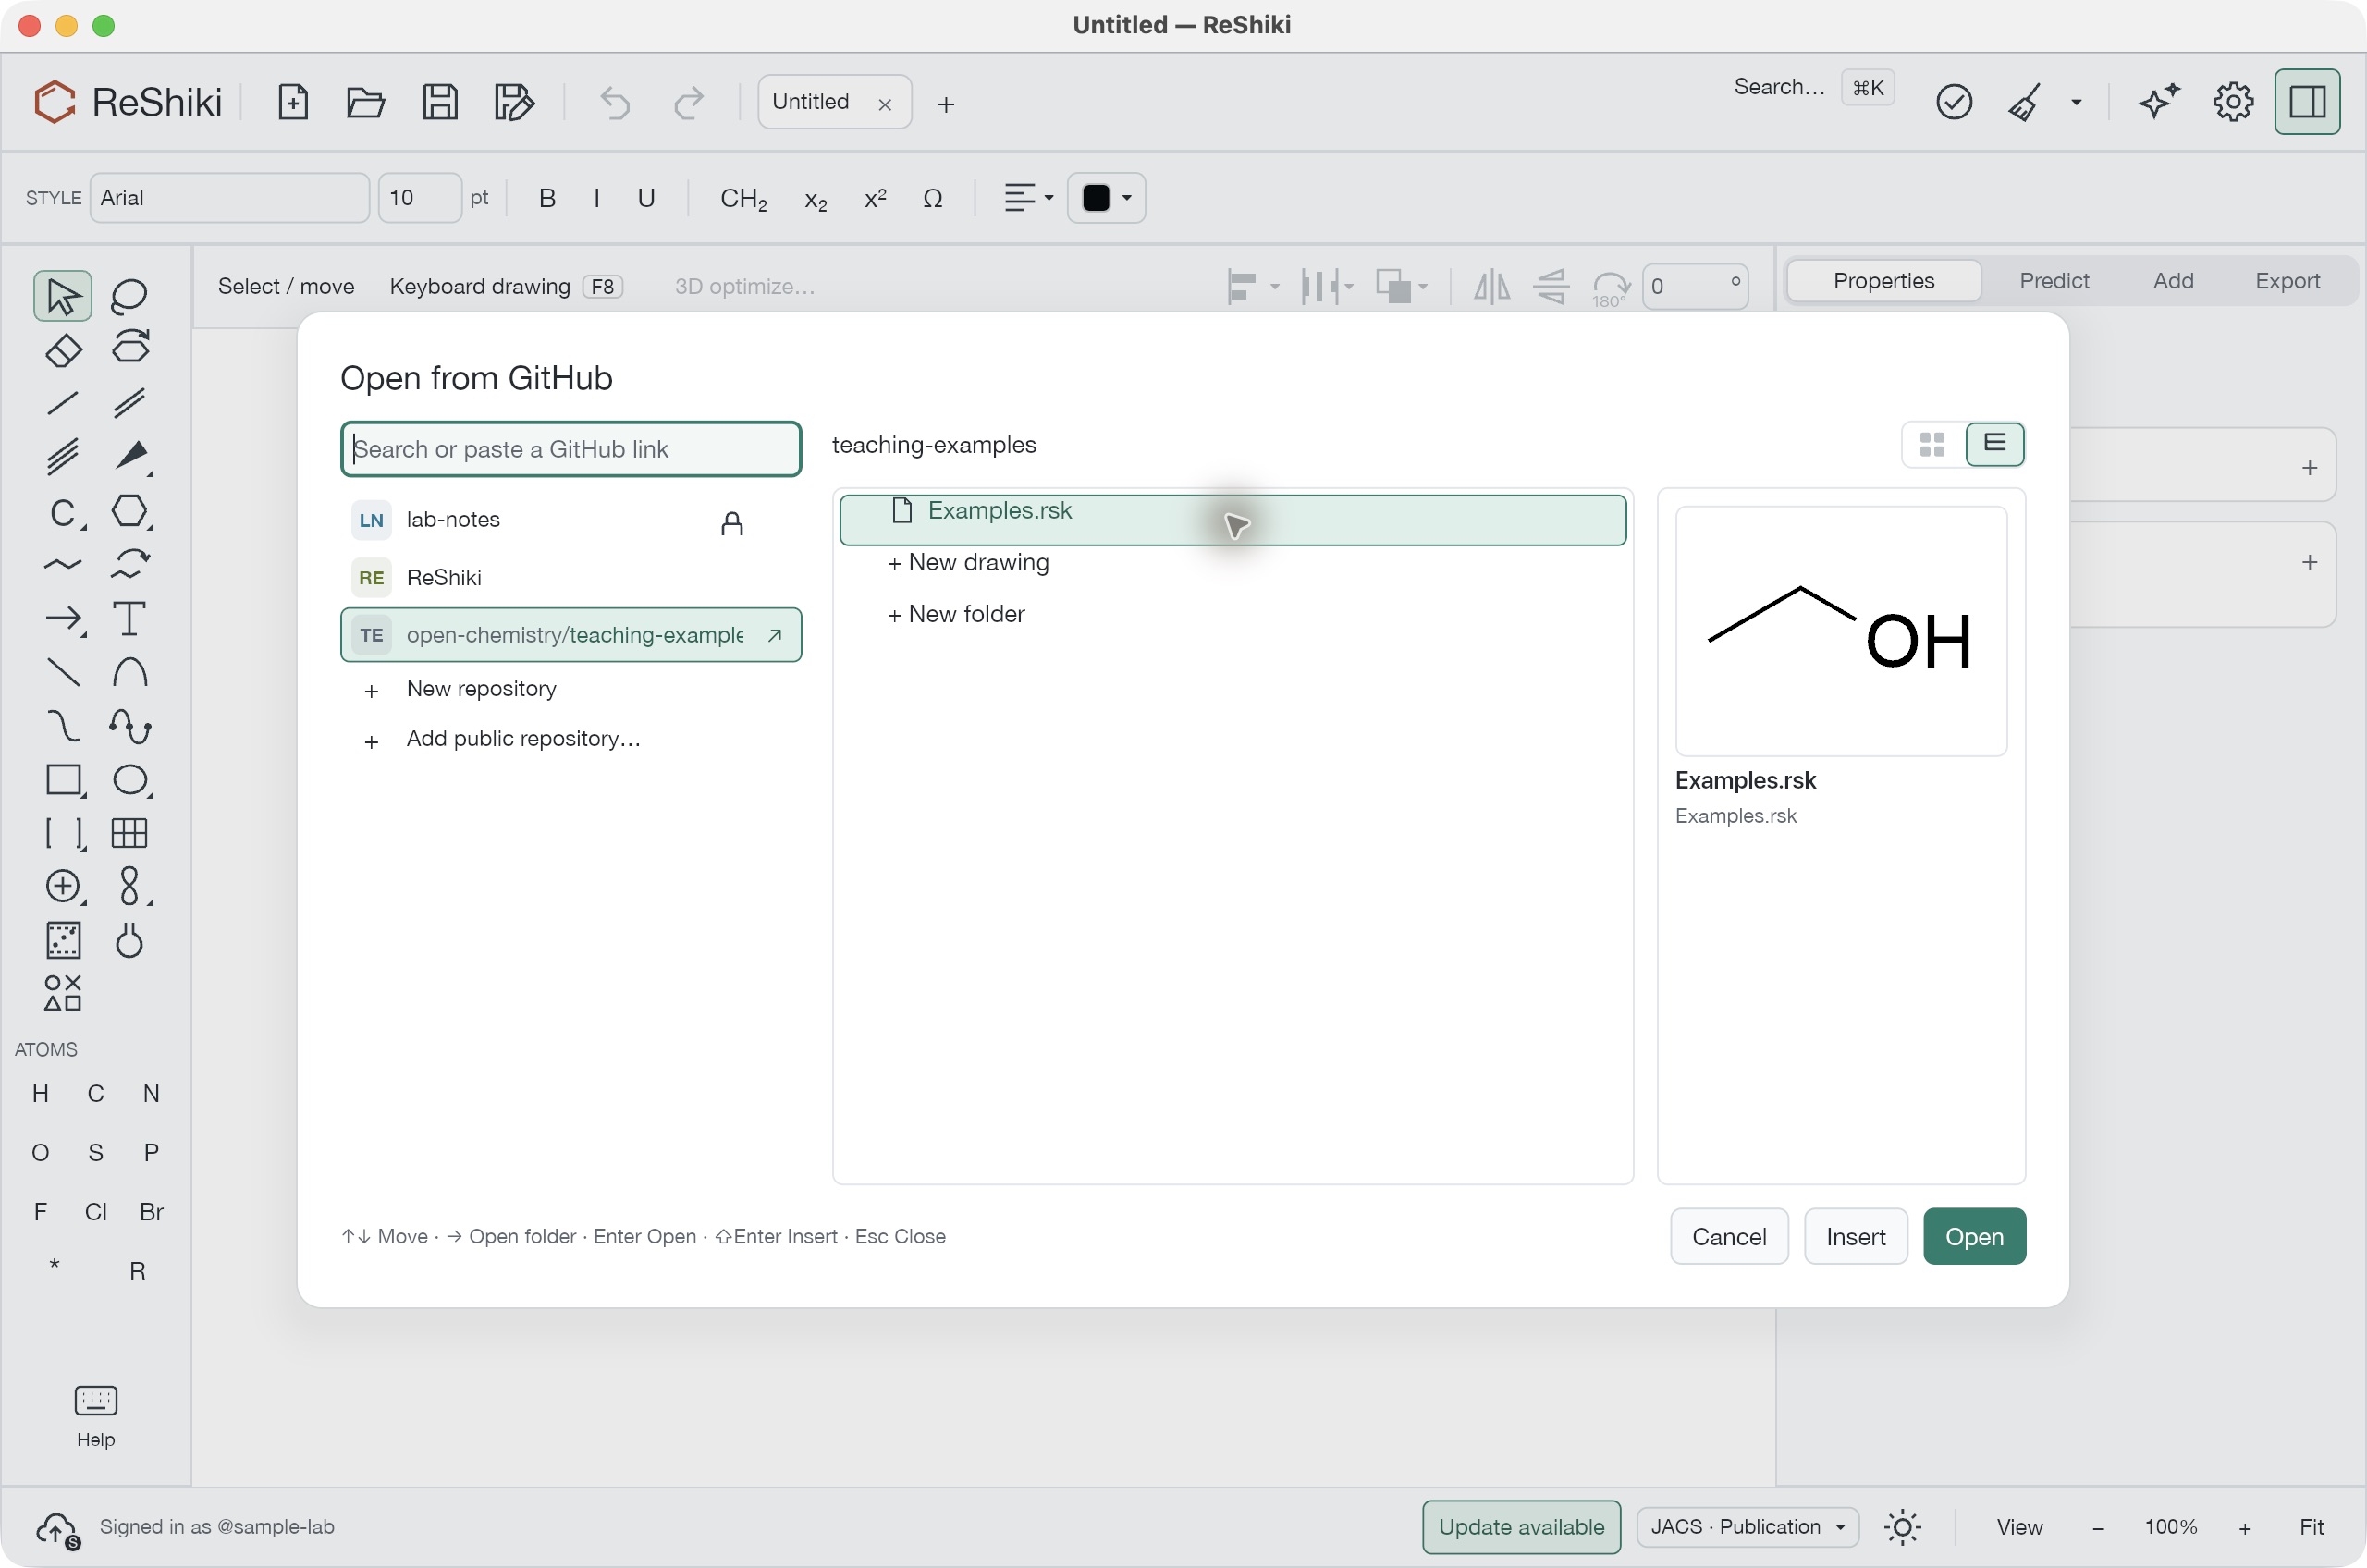 Untitled — ReShiki
ReShiki
Untitled × +
Search… ⌘K
STYLE Arial 10 pt B I U CH₂ x₂ x² Ω
Select / move Keyboard drawing F8 3D optimize… 180° 0 °
Properties Predict Add Export
Open from GitHub
Search or paste a GitHub link
LN lab-notes
RE ReShiki
TE open-chemistry/teaching-example ↗
+ New repository
+ Add public repository…
teaching-examples
Examples.rsk
+ New drawing
+ New folder
OH
Examples.rsk
Examples.rsk
↑↓ Move · → Open folder · Enter Open · ⇧Enter Insert · Esc Close
Cancel Insert Open
+
+
C
T
[ ]
ATOMS
H C N
O S P
F Cl Br
* R
Help
S Signed in as @sample-lab
Update available JACS · Publication View − 100% + Fit